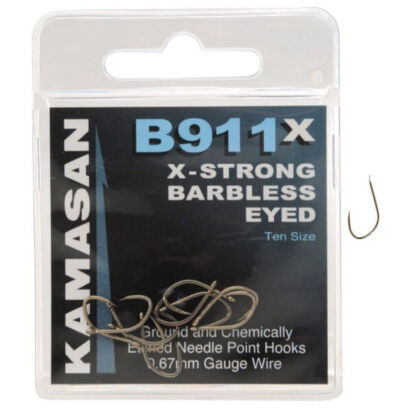 KAMASAN
B911X
X-STRONG
BARBLESS
EYED
Ten Size
Ground and Chemically
Etched Needle Point Hooks
0.67mm Gauge Wire